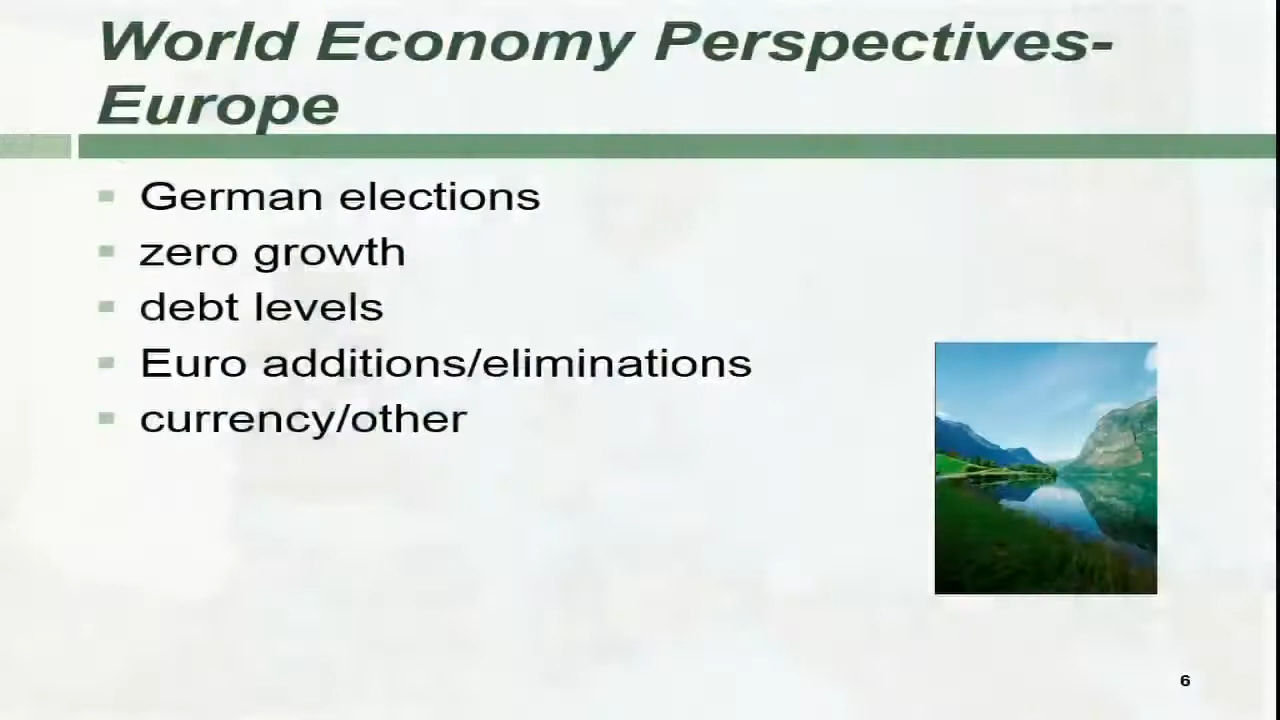 World Economy Perspectives-
Europe
German elections
zero growth
debt levels
Euro additions/eliminations
currency/other
6